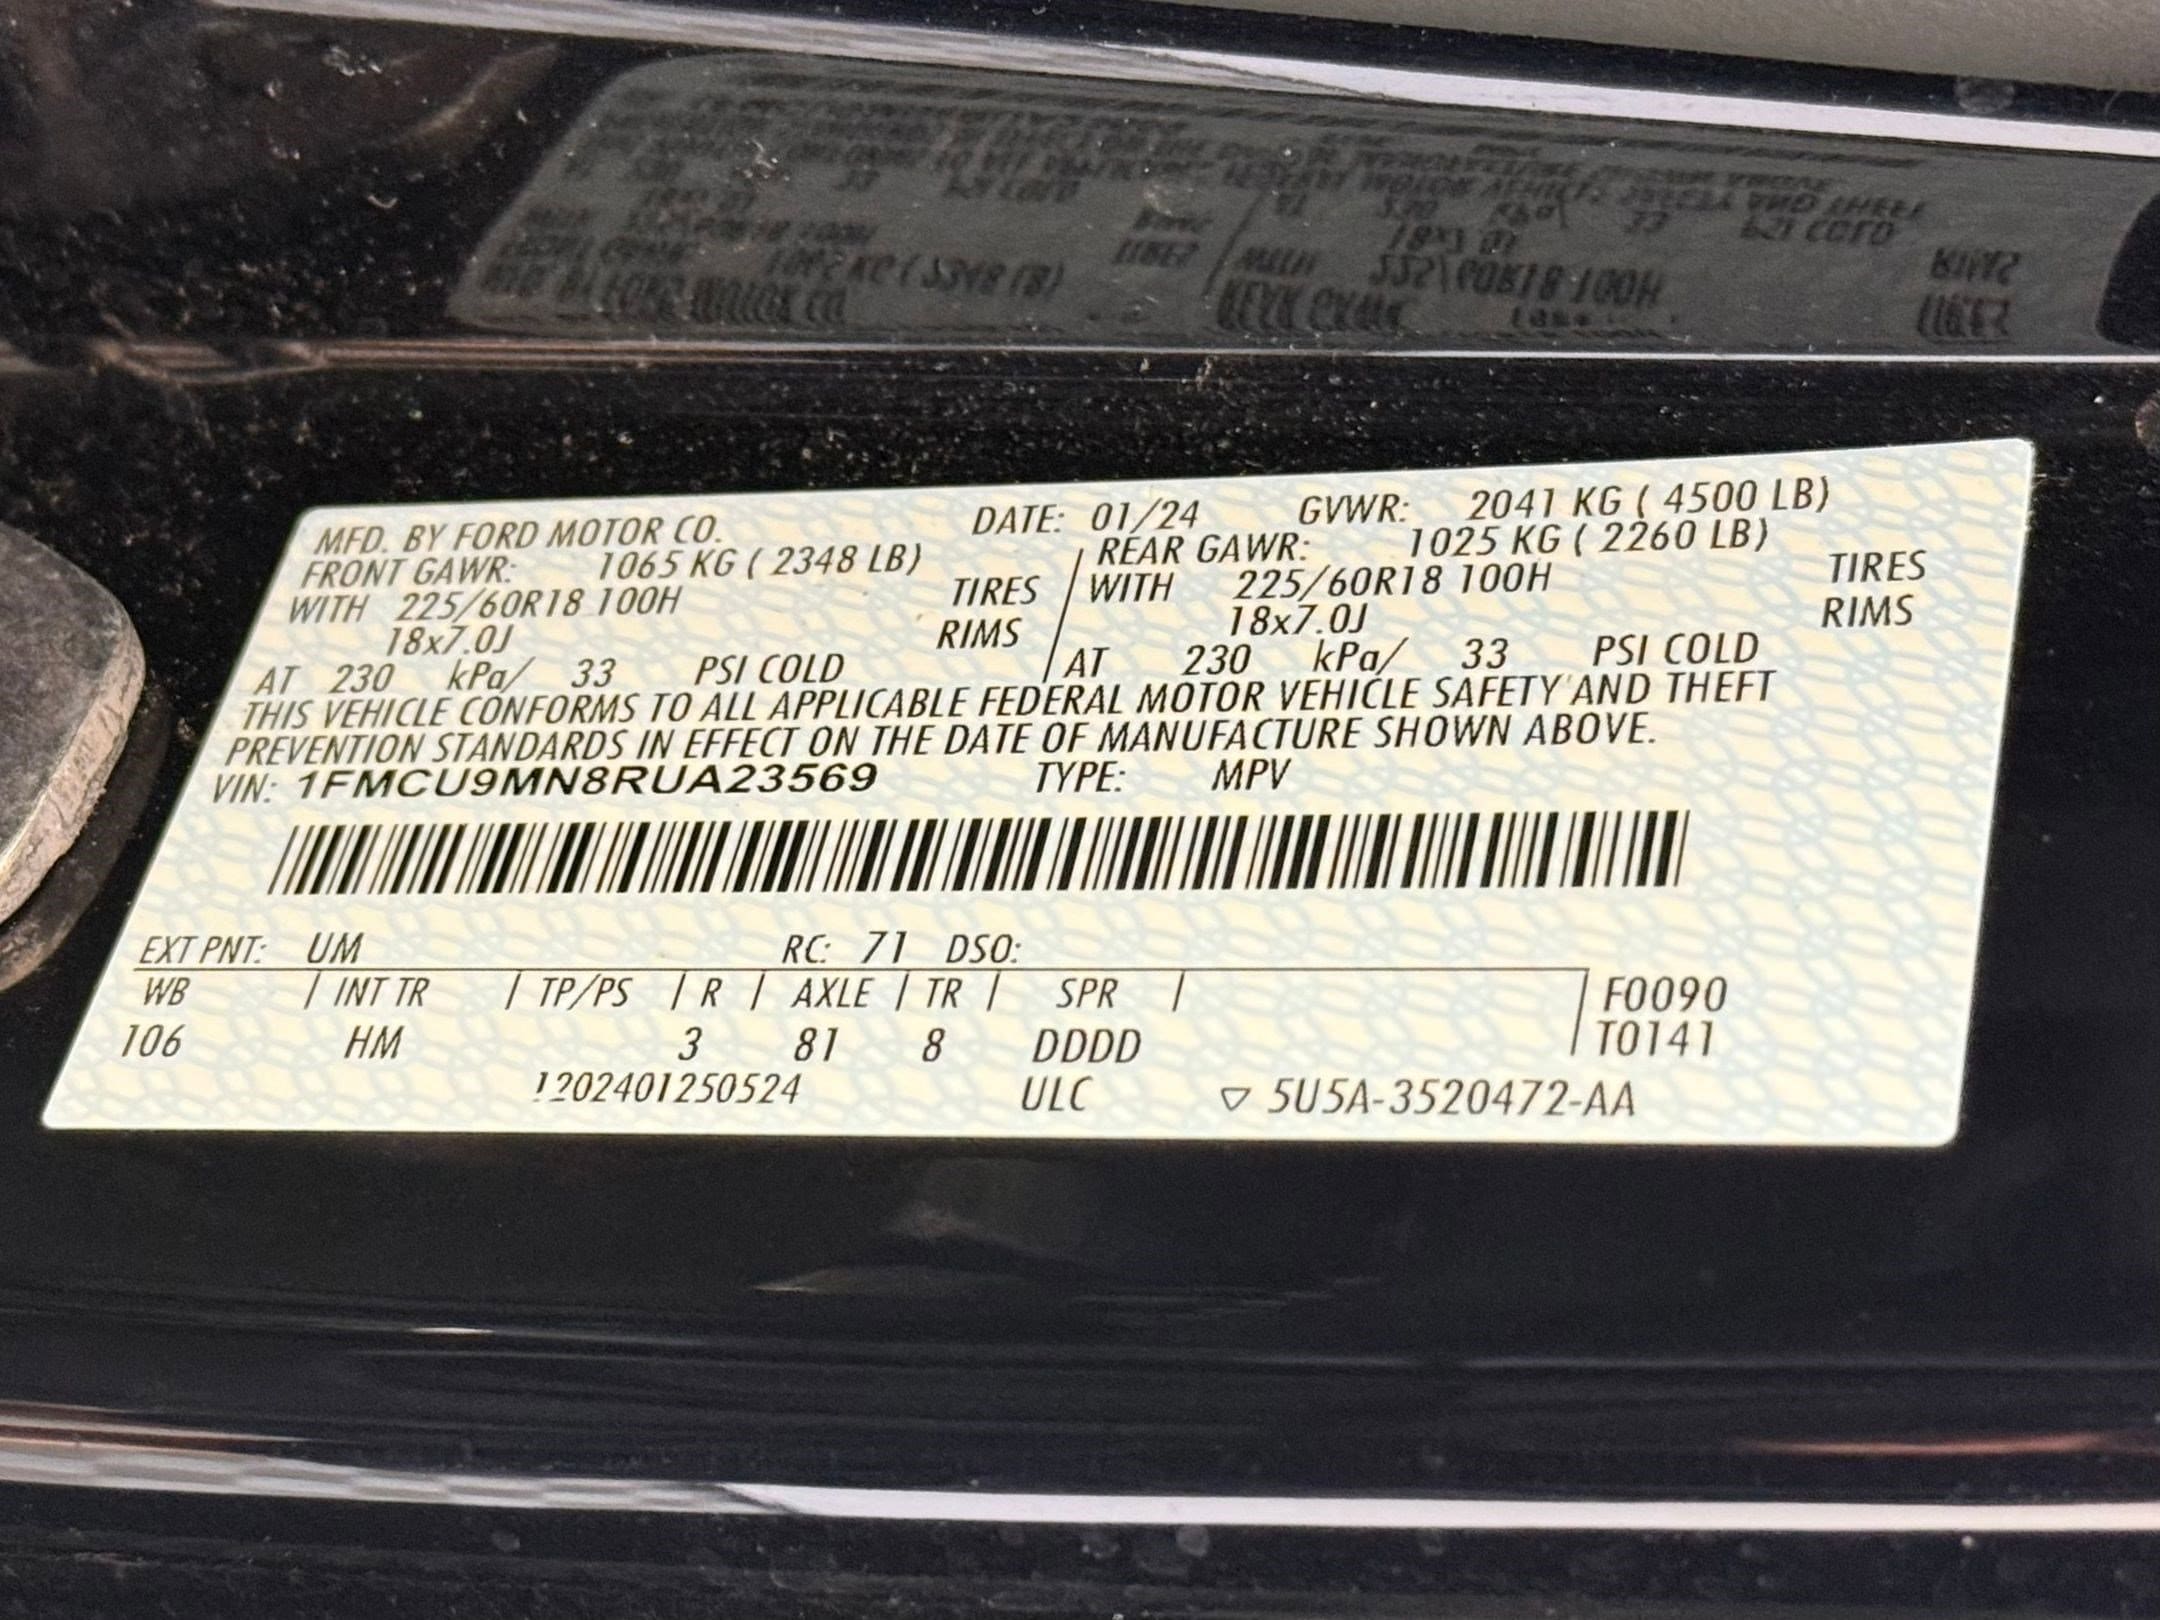 MFD. BY FORD MOTOR CO. DATE: 01/24 GVWR: 2041 KG ( 4500 LB)
FRONT GAWR: 1065 KG ( 2348 LB) / REAR GAWR: 1025 KG ( 2260 LB)
WITH 225/60R18 100H TIRES / WITH 225/60R18 100H TIRES
18x7.0J RIMS / 18x7.0J RIMS
AT 230 kPa/ 33 PSI COLD / AT 230 kPa/ 33 PSI COLD
THIS VEHICLE CONFORMS TO ALL APPLICABLE FEDERAL MOTOR VEHICLE SAFETY AND THEFT
PREVENTION STANDARDS IN EFFECT ON THE DATE OF MANUFACTURE SHOWN ABOVE.
VIN: 1FMCU9MN8RUA23569 TYPE: MPV
EXT PNT: UM RC: 71 DSO:
WB / INT TR / TP/PS / R / AXLE / TR / SPR / / F0090
106 HM 3 81 8 DDDD / T0141
1202401250524 ULC ▽ 5U5A-3520472-AA